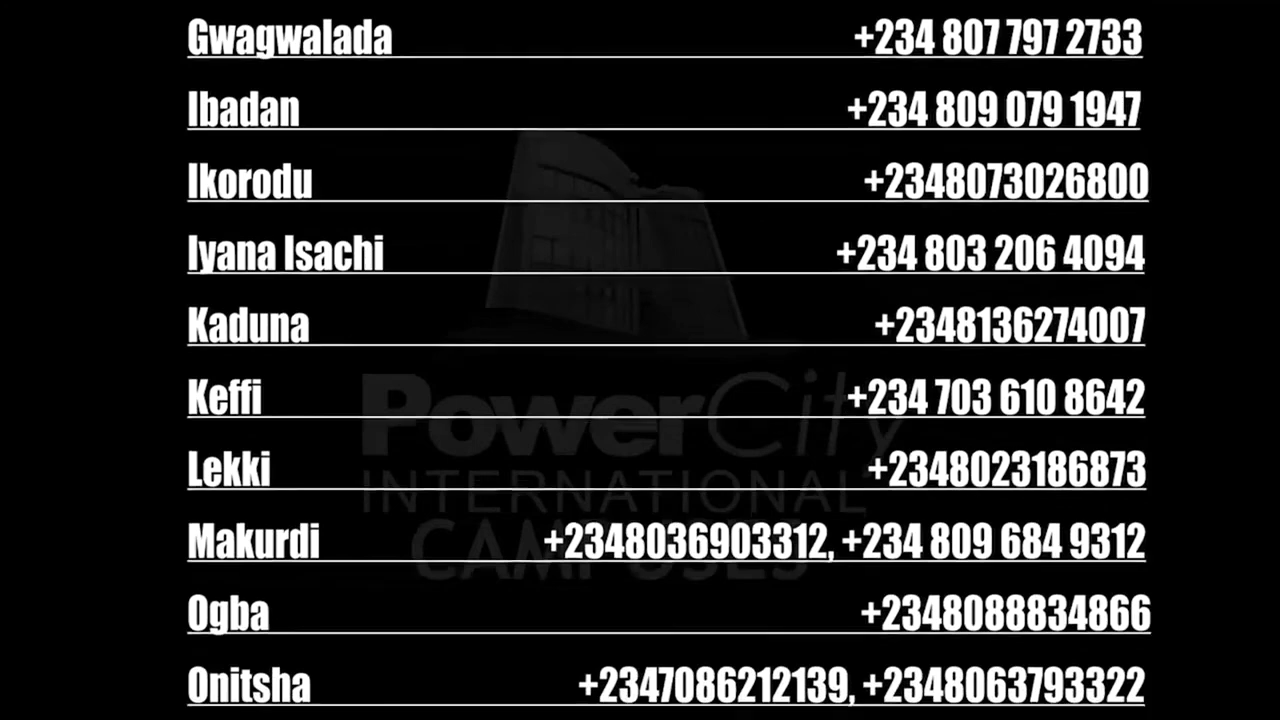 Gwagwalada +234 807 797 2733
Ibadan +234 809 079 1947
Ikorodu +2348073026800
Iyana Isachi +234 803 206 4094
Kaduna +2348136274007
Keffi +234 703 610 8642
PowerCity
Lekki +2348023186873
INTERNATIONAL
Makurdi +2348036903312, +234 809 684 9312
CAMPUSES
Ogba +2348088834866
Onitsha +2347086212139, +2348063793322